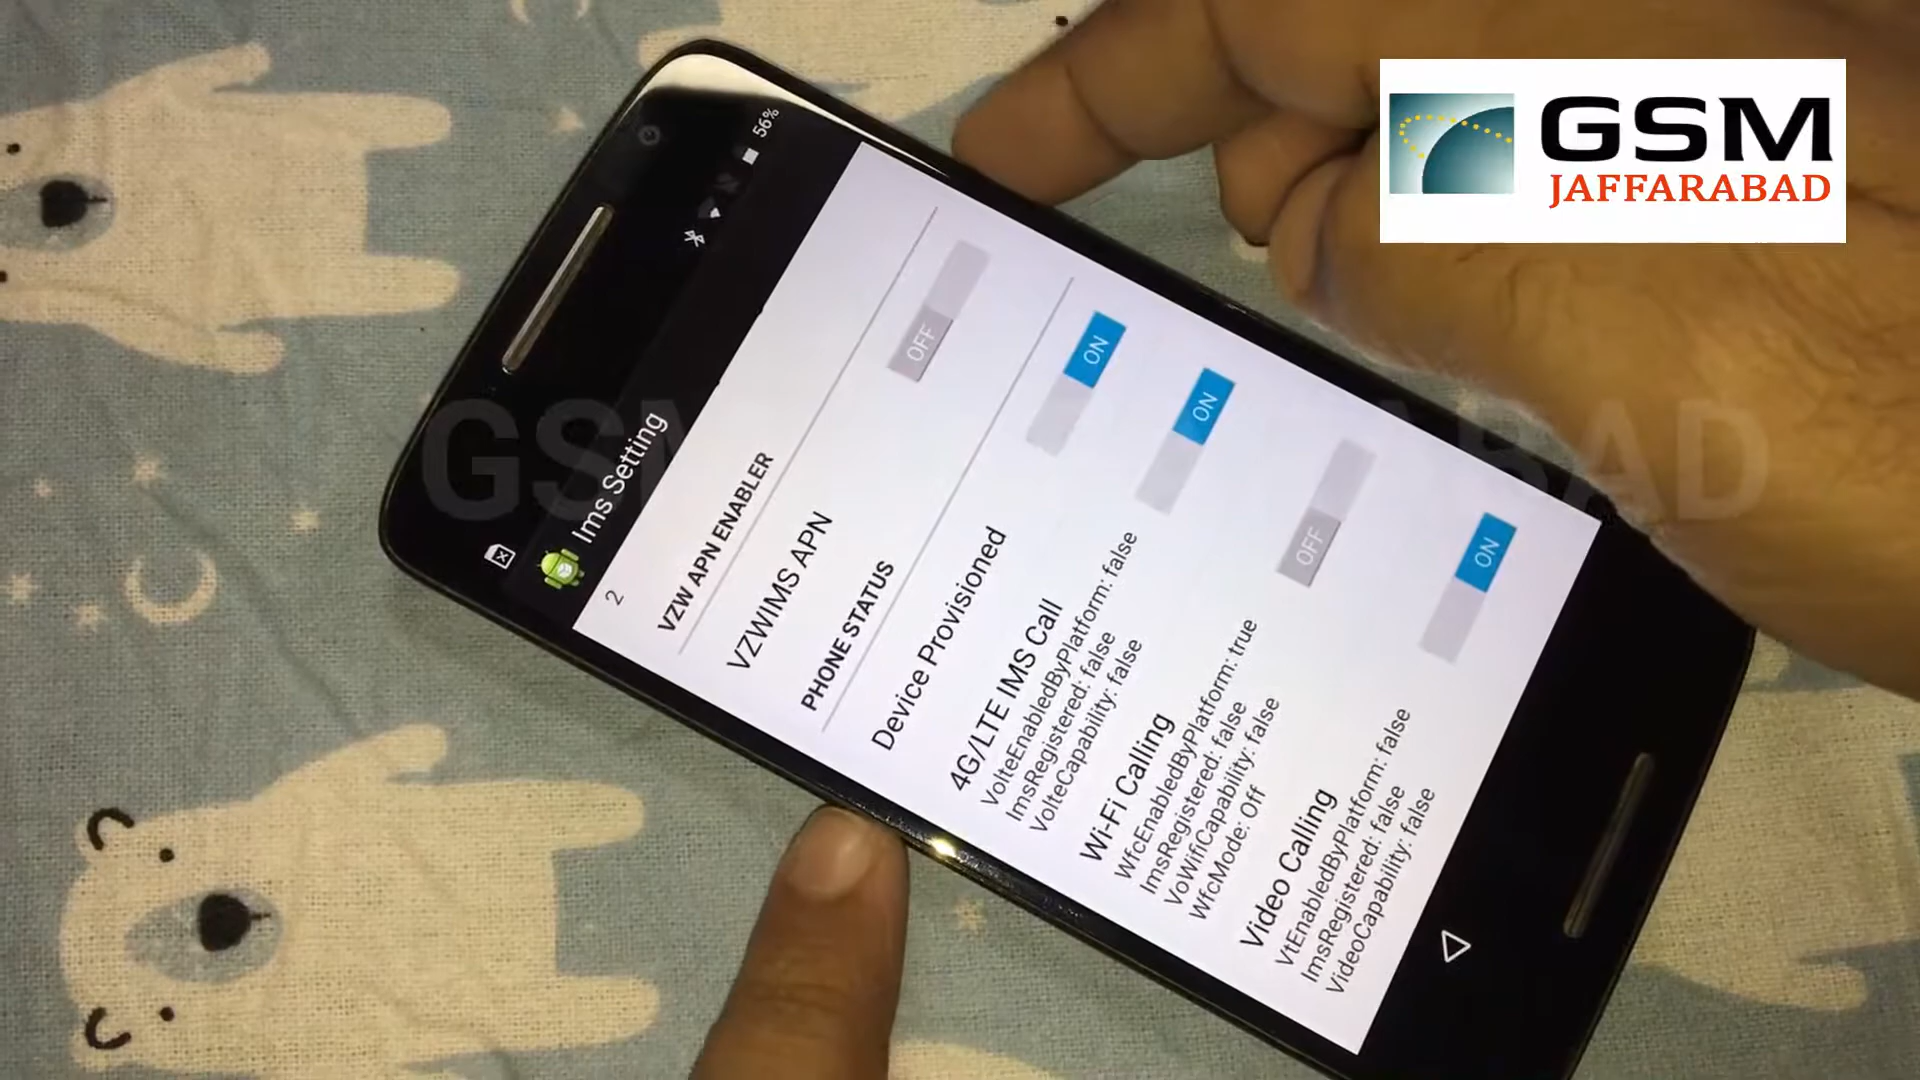 GSM
JAFFARABAD
56%
Ims Setting
2
VZW APN ENABLER
VZWIMS APN
OFF
PHONE STATUS
Device Provisioned
ON
4G/LTE IMS Call
VolteEnabledByPlatform: false
ImsRegistered: false
VolteCapability: false
ON
Wi-Fi Calling
WfcEnabledByPlatform: true
ImsRegistered: false
VoWifiCapability: false
WfcMode: Off
OFF
Video Calling
VtEnabledByPlatform: false
ImsRegistered: false
VideoCapability: false
ON